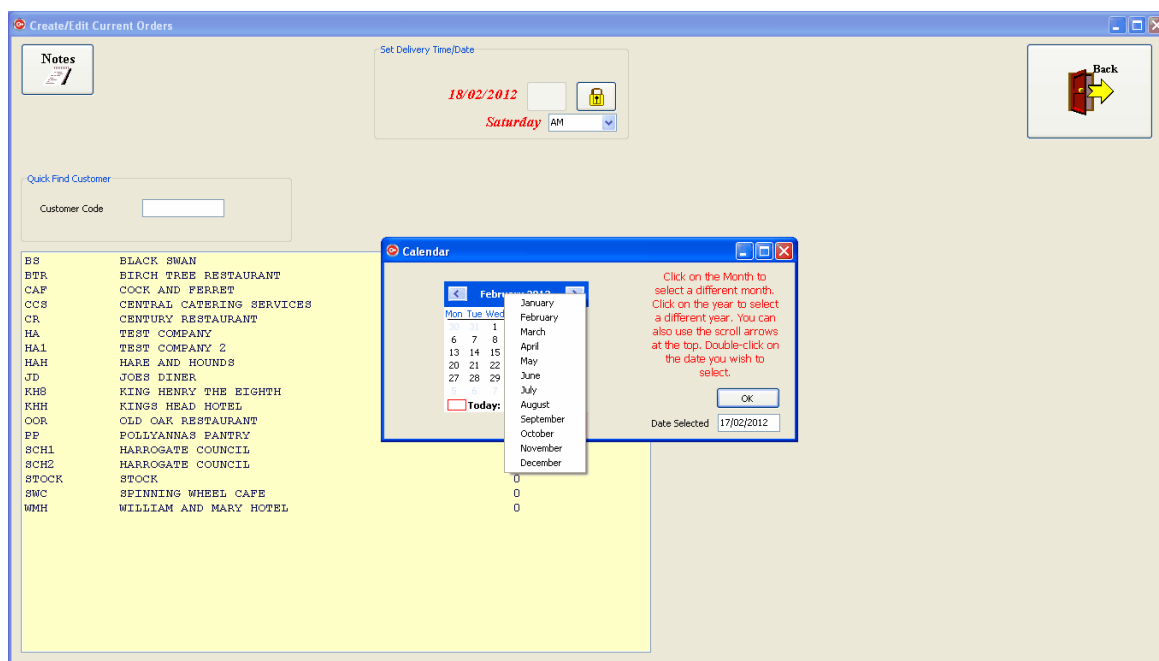 Create/Edit Current Orders
Notes
Set Delivery Time/Date
18/02/2012
Saturday AM
Back
Quick Find Customer
Customer Code
BS BLACK SWAN
BTR BIRCH TREE RESTAURANT
CAF COCK AND FERRET
CCS CENTRAL CATERING SERVICES
CR CENTURY RESTAURANT
HA TEST COMPANY
HA1 TEST COMPANY 2
HAH HARE AND HOUNDS
JD JOES DINER
KH8 KING HENRY THE EIGHTH
KHH KINGS HEAD HOTEL
OOR OLD OAK RESTAURANT
PP POLLYANNAS PANTRY
SCH1 HARROGATE COUNCIL
SCH2 HARROGATE COUNCIL
STOCK STOCK 0
SWC SPINNING WHEEL CAFE 0
WMH WILLIAM AND MARY HOTEL 0
Calendar
Mon Tue Wed
30 31 1
6 7 8
13 14 15
20 21 22
27 28 29
5 6 7
Today:
January
February
March
April
May
June
July
August
September
October
November
December
Click on the Month to
select a different month.
Click on the year to select
a different year. You can
also use the scroll arrows
at the top. Double-click on
the date you wish to
select.
OK
Date Selected 17/02/2012